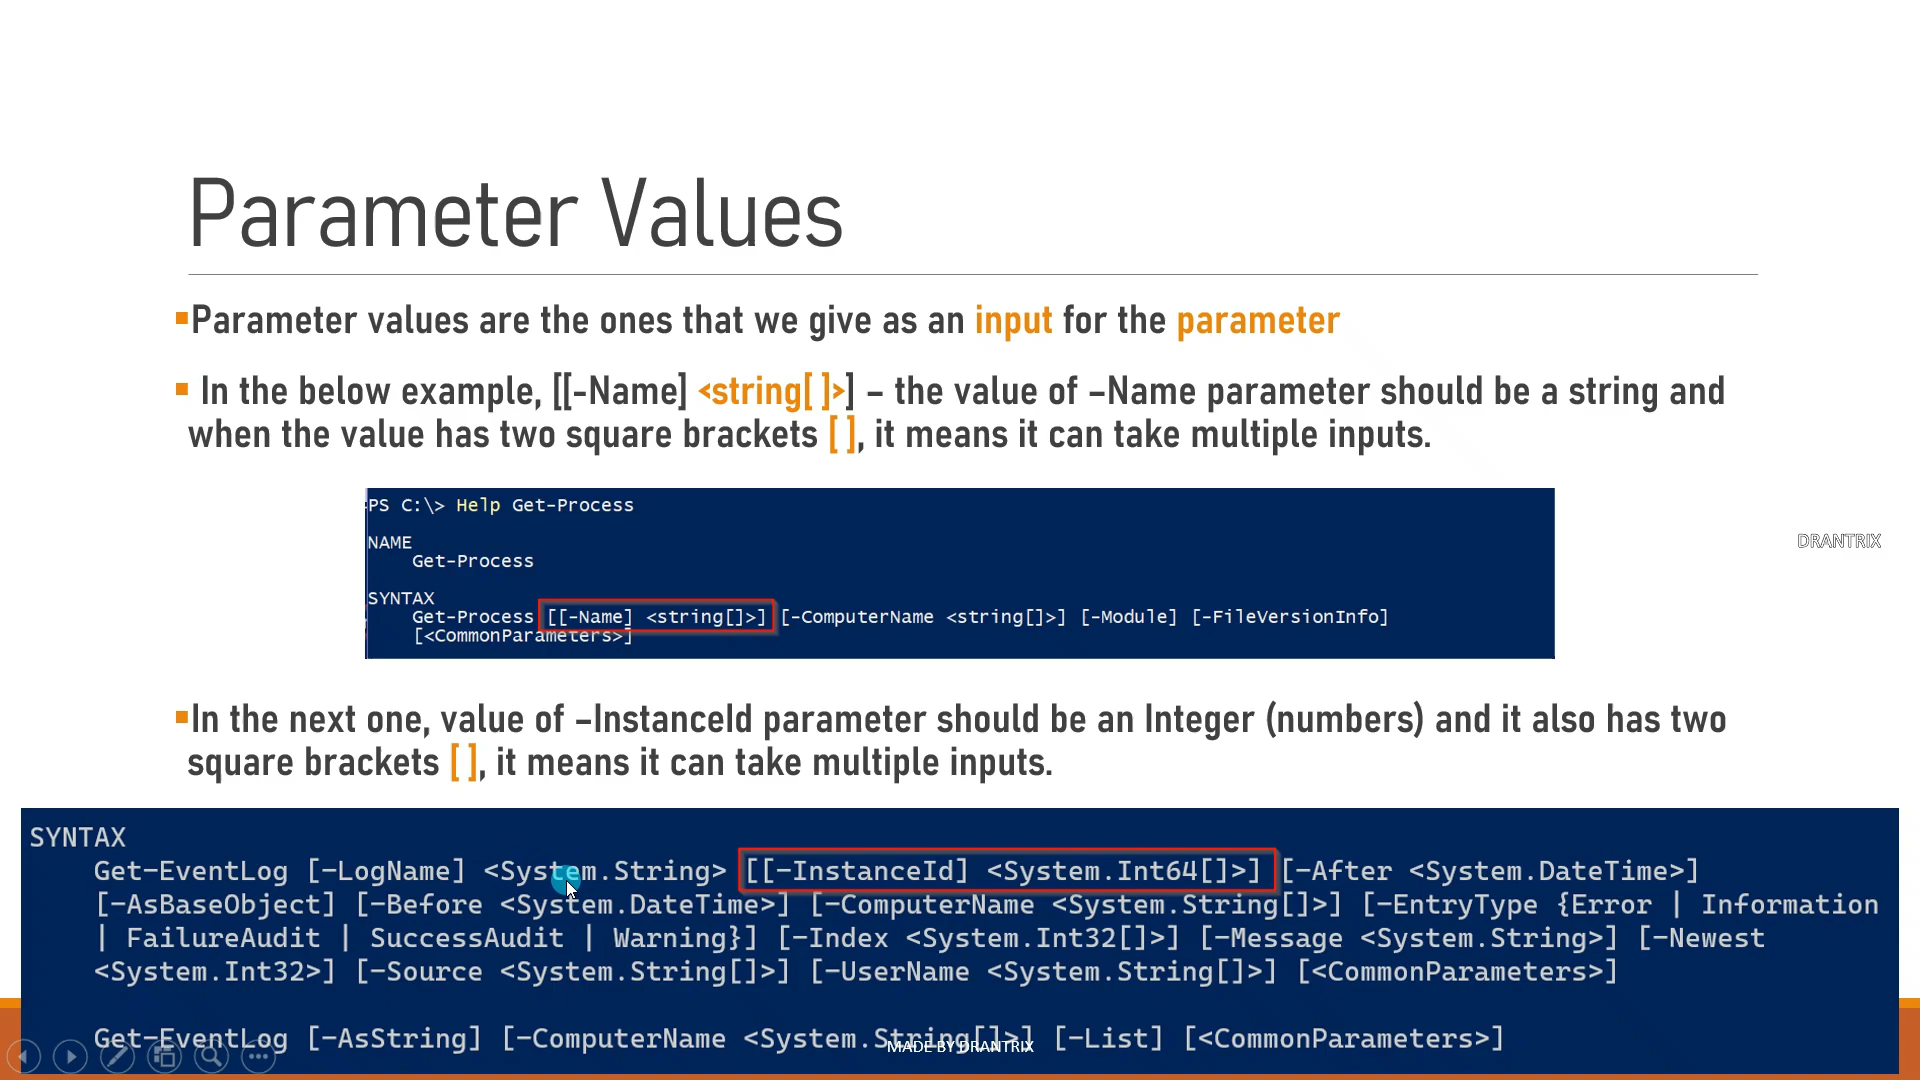 Parameter Values
▪Parameter values are the ones that we give as an input for the parameter
▪ In the below example, [[-Name] <string[ ]>] – the value of –Name parameter should be a string and
when the value has two square brackets [ ], it means it can take multiple inputs.
PS C:\> Help Get-Process
NAME
Get-Process
SYNTAX
Get-Process [[-Name] <string[]>] [-ComputerName <string[]>] [-Module] [-FileVersionInfo]
[<CommonParameters>]
DRANTRIX
▪In the next one, value of –InstanceId parameter should be an Integer (numbers) and it also has two
square brackets [ ], it means it can take multiple inputs.
SYNTAX
Get-EventLog [-LogName] <System.String> [[-InstanceId] <System.Int64[]>] [-After <System.DateTime>]
[-AsBaseObject] [-Before <System.DateTime>] [-ComputerName <System.String[]>] [-EntryType {Error | Information
| FailureAudit | SuccessAudit | Warning}] [-Index <System.Int32[]>] [-Message <System.String>] [-Newest
<System.Int32>] [-Source <System.String[]>] [-UserName <System.String[]>] [<CommonParameters>]
Get-EventLog [-AsString] [-ComputerName <System.String[]>] [-List] [<CommonParameters>]
MADE BY DRANTRIX